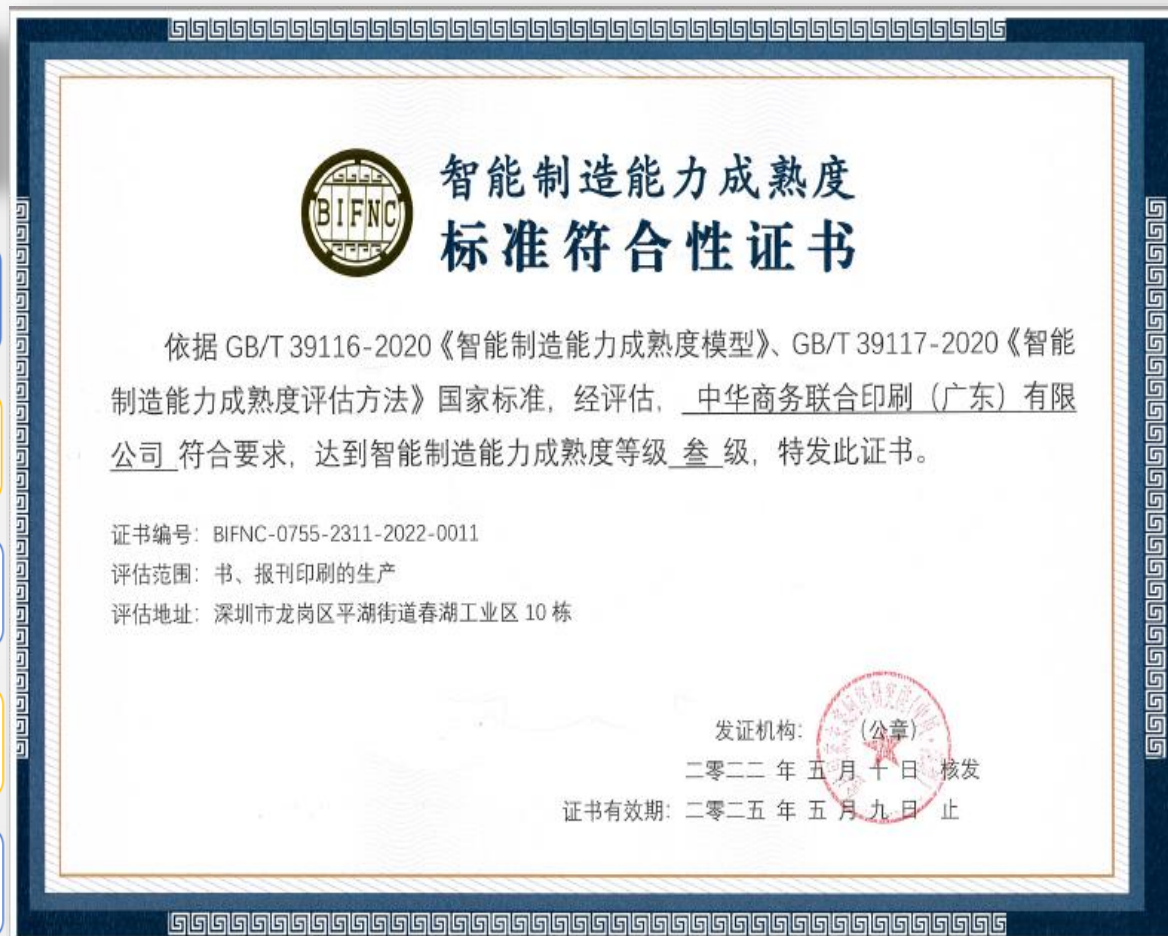 BIFNC
智能制造能力成熟度
标准符合性证书
依据 GB/T 39116-2020《智能制造能力成熟度模型》、GB/T 39117-2020《智能
制造能力成熟度评估方法》国家标准，经评估， 中华商务联合印刷（广东）有限
公司 符合要求，达到智能制造能力成熟度等级 叁 级，特发此证书。
证书编号：BIFNC-0755-2311-2022-0011
评估范围：书、报刊印刷的生产
评估地址：深圳市龙岗区平湖街道春湖工业区 10 栋
发证机构： （公章）
二零二二 年 五 月 十 日 核发
证书有效期：二零二五 年 五 月 九 日 止